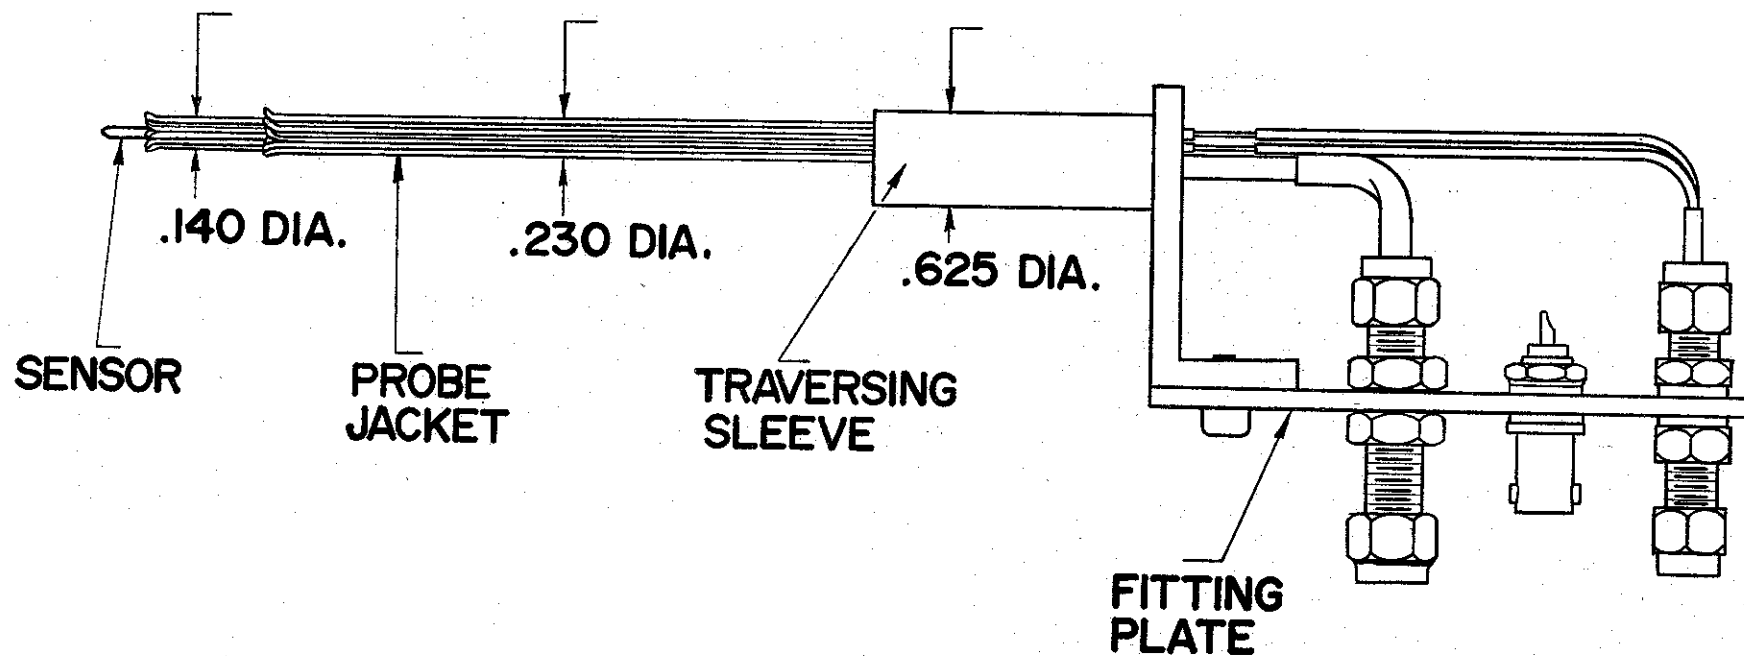 .140 DIA.
.230 DIA.
.625 DIA.
SENSOR
PROBE
JACKET
TRAVERSING
SLEEVE
FITTING
PLATE